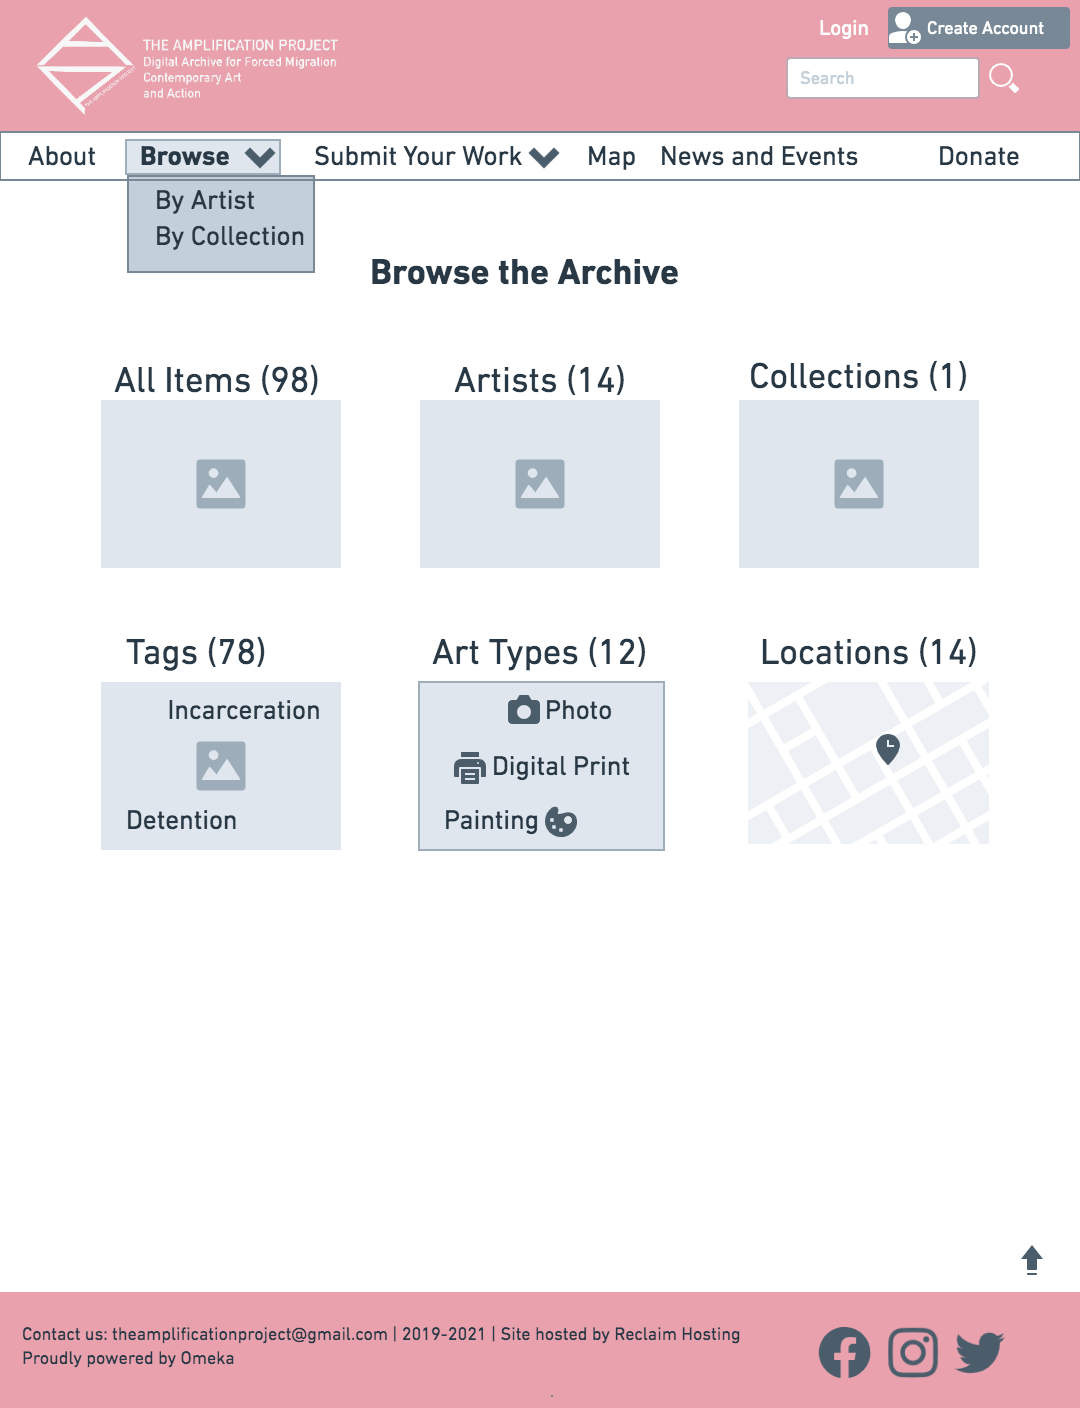 Login
Create Account
THE AMPLIFICATION PROJECT
Digital Archive for Forced Migration
Contemporary Art
and Action
THE AMPLIFICATION PROJECT
Search
About
Browse
Submit Your Work
Map
News and Events
Donate
By Artist
By Collection
Browse the Archive
All Items (98)
Artists (14)
Collections (1)
Tags (78)
Art Types (12)
Locations (14)
Incarceration
Detention
Photo
Digital Print
Painting
Contact us: theamplificationproject@gmail.com | 2019-2021 | Site hosted by Reclaim Hosting
Proudly powered by Omeka